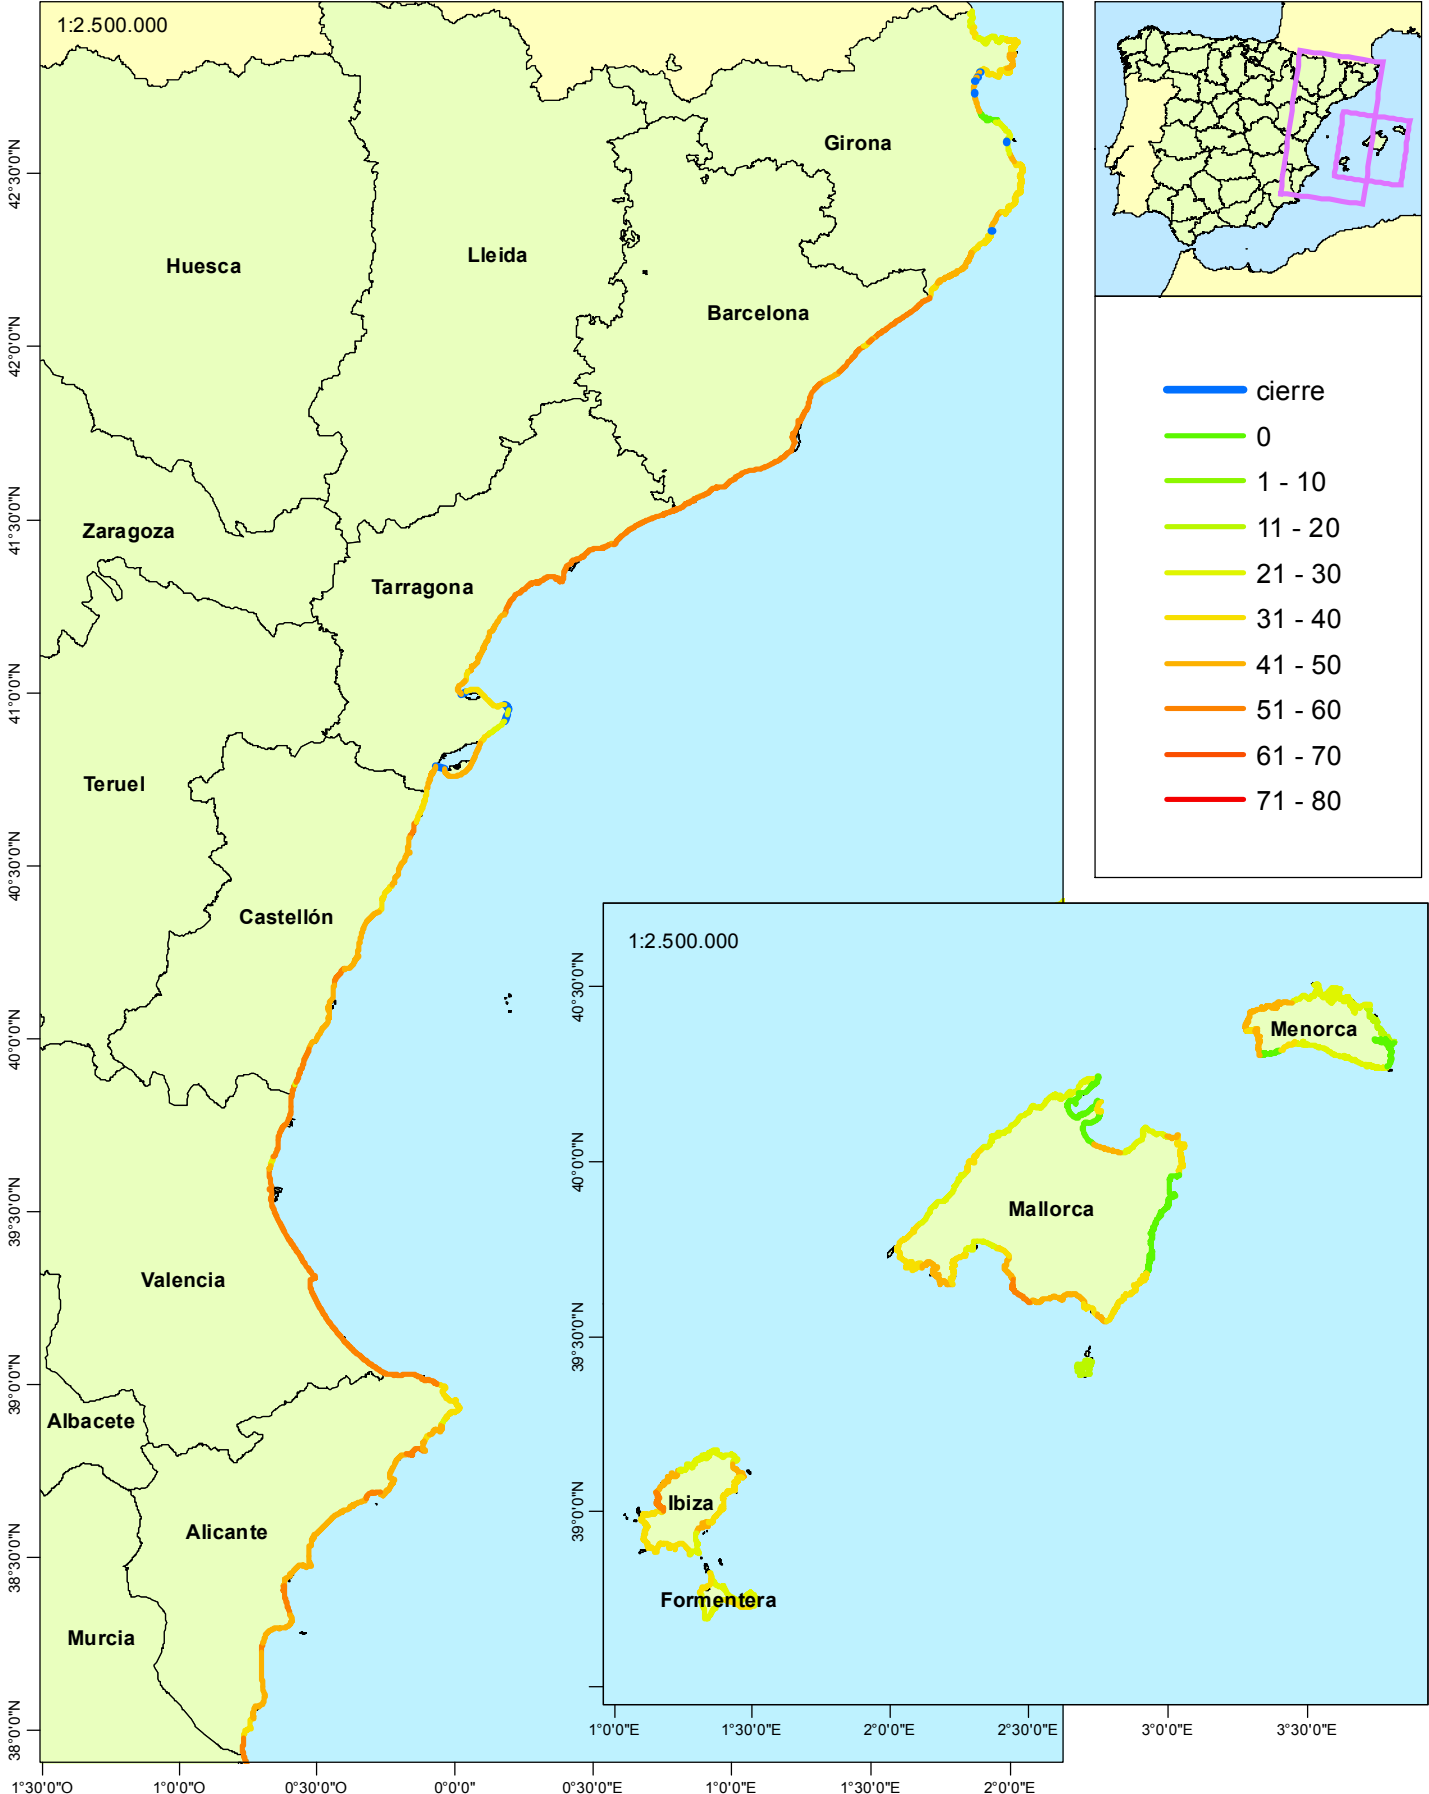 1:2.500.000
Girona
Lleida
Huesca
Barcelona
Zaragoza
Tarragona
Teruel
Castellón
Valencia
Albacete
Alicante
Murcia
42°30'0"N
42°0'0"N
41°30'0"N
41°0'0"N
40°30'0"N
40°0'0"N
39°30'0"N
39°0'0"N
38°30'0"N
38°0'0"N
1°30'0"O
1°0'0"O
0°30'0"O
0°0'0"
0°30'0"E
1°0'0"E
1°30'0"E
2°0'0"E
cierre
0
1 - 10
11 - 20
21 - 30
31 - 40
41 - 50
51 - 60
61 - 70
71 - 80
1:2.500.000
Menorca
Mallorca
Ibiza
Formentera
40°30'0"N
40°0'0"N
39°30'0"N
39°0'0"N
1°0'0"E
1°30'0"E
2°0'0"E
2°30'0"E
3°0'0"E
3°30'0"E